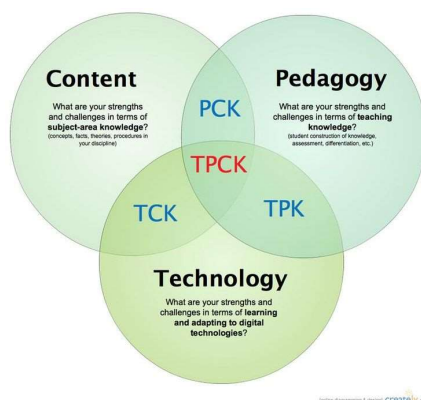 Content
What are your strengths
and challenges in terms of
subject-area knowledge?
(concepts, facts, theories, procedures in
your discipline)
Pedagogy
What are your strengths and
challenges in terms of teaching
knowledge?
(student construction of knowledge,
assessment, differentiation, etc.)
PCK
TPCK
TCK
TPK
Technology
What are your strengths and
challenges in terms of learning
and adapting to digital
technologies?
create